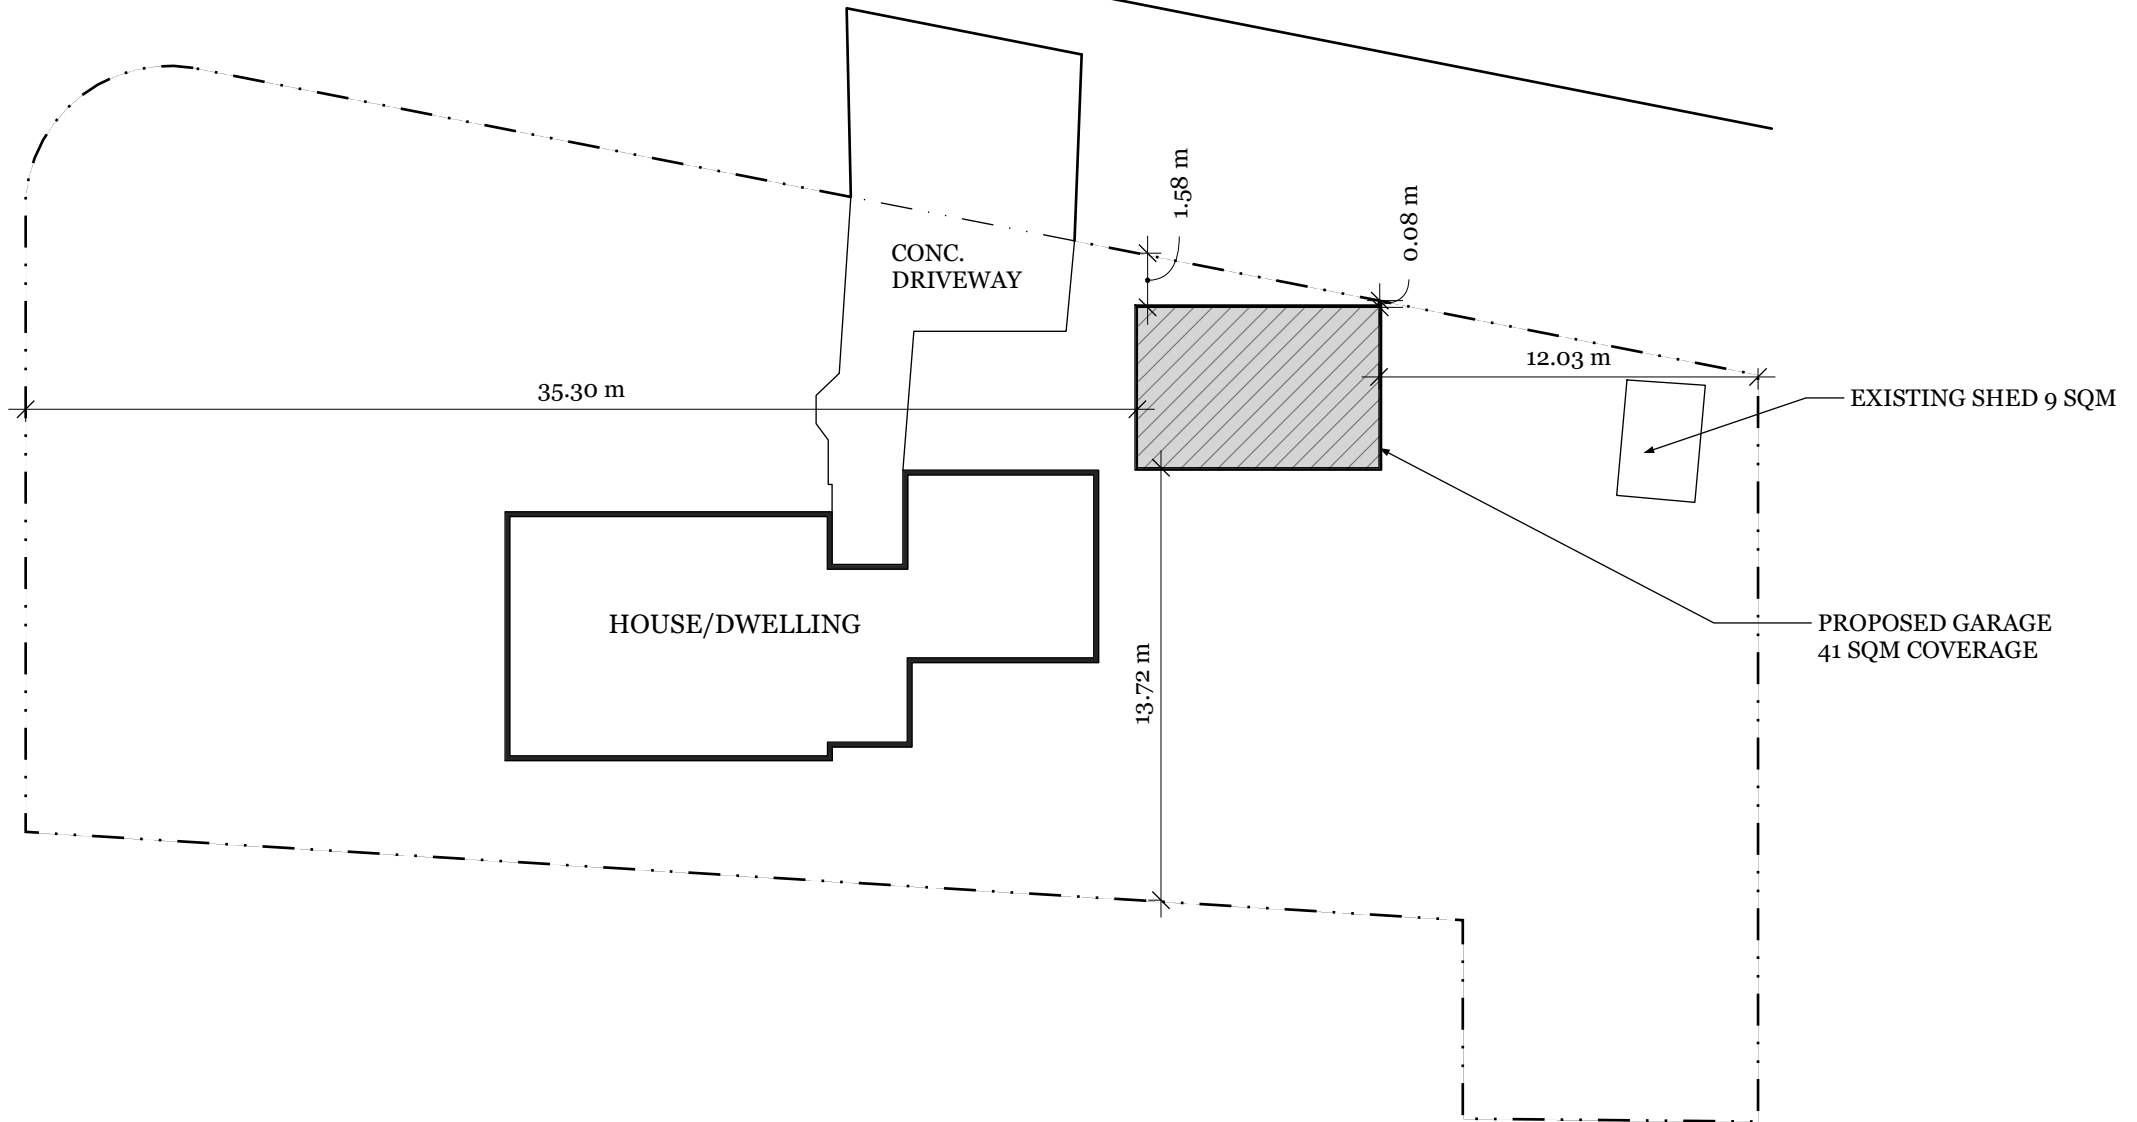 1.58 m
0.08 m
CONC.
DRIVEWAY
12.03 m
35.30 m
EXISTING SHED 9 SQM
HOUSE/DWELLING
PROPOSED GARAGE
41 SQM COVERAGE
13.72 m